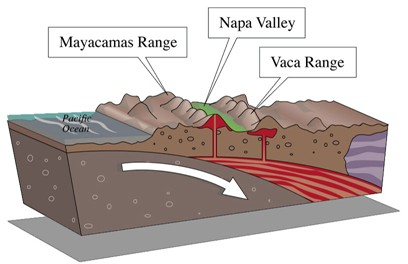 Napa Valley
Mayacamas Range
Vaca Range
Pacific
Ocean